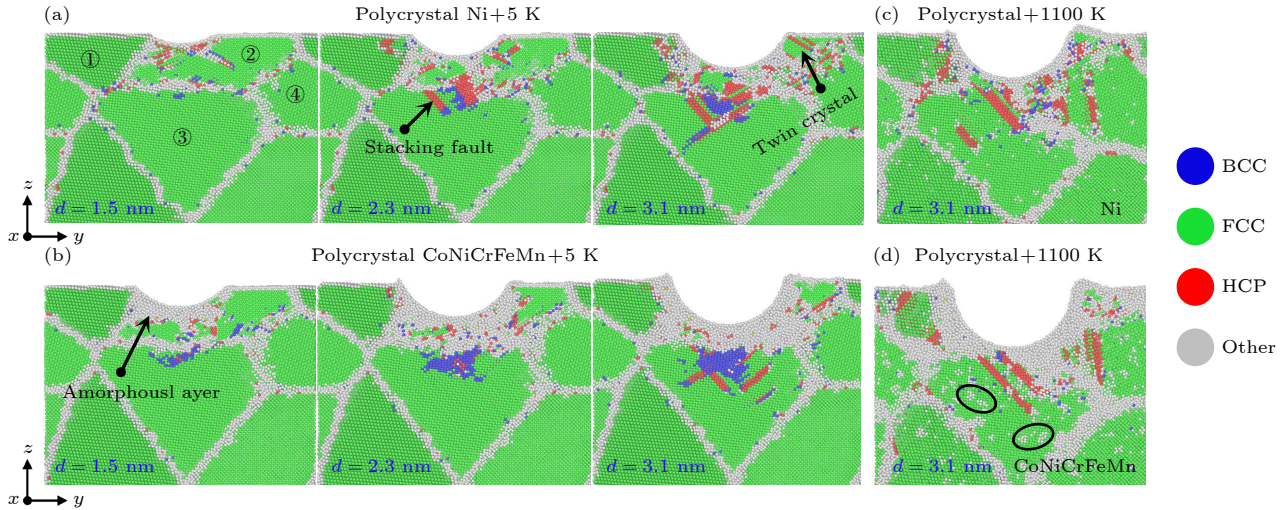 (a) Polycrystal Ni+5 K
① ② ③ ④
Stacking fault
Twin crystal
d = 1.5 nm
d = 2.3 nm
d = 3.1 nm
z
x y
(c) Polycrystal+1100 K
d = 3.1 nm
Ni
(b) Polycrystal CoNiCrFeMn+5 K
Amorphousl ayer
d = 1.5 nm
d = 2.3 nm
d = 3.1 nm
z
x y
(d) Polycrystal+1100 K
d = 3.1 nm
CoNiCrFeMn
BCC
FCC
HCP
Other